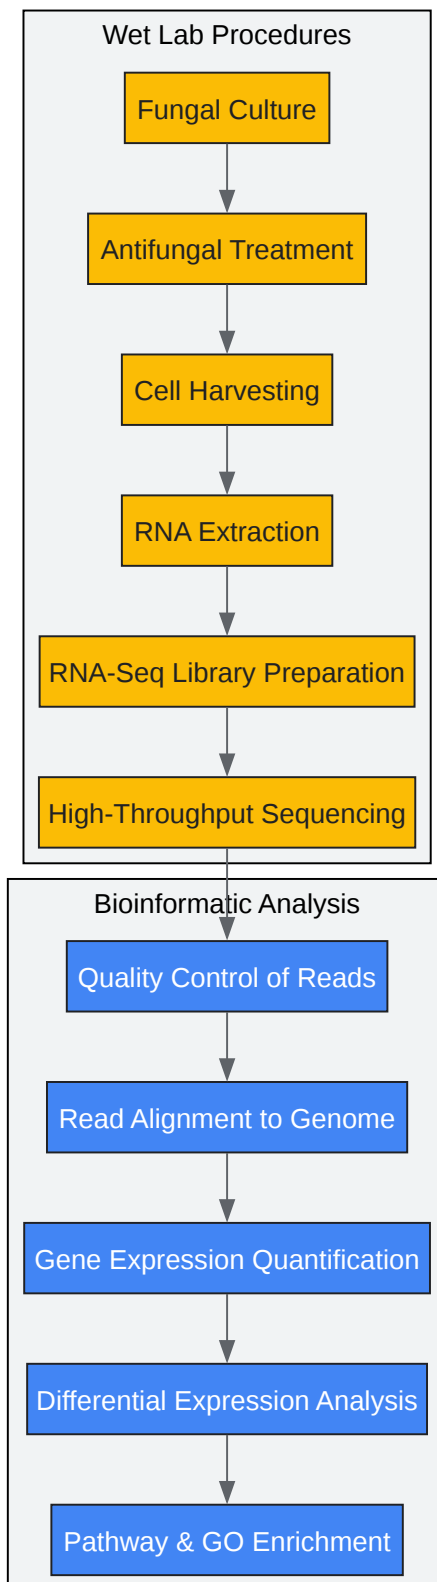 Wet Lab Procedures
Fungal Culture
Antifungal Treatment
Cell Harvesting
RNA Extraction
RNA-Seq Library Preparation
High-Throughput Sequencing
Bioinformatic Analysis
Quality Control of Reads
Read Alignment to Genome
Gene Expression Quantification
Differential Expression Analysis
Pathway & GO Enrichment